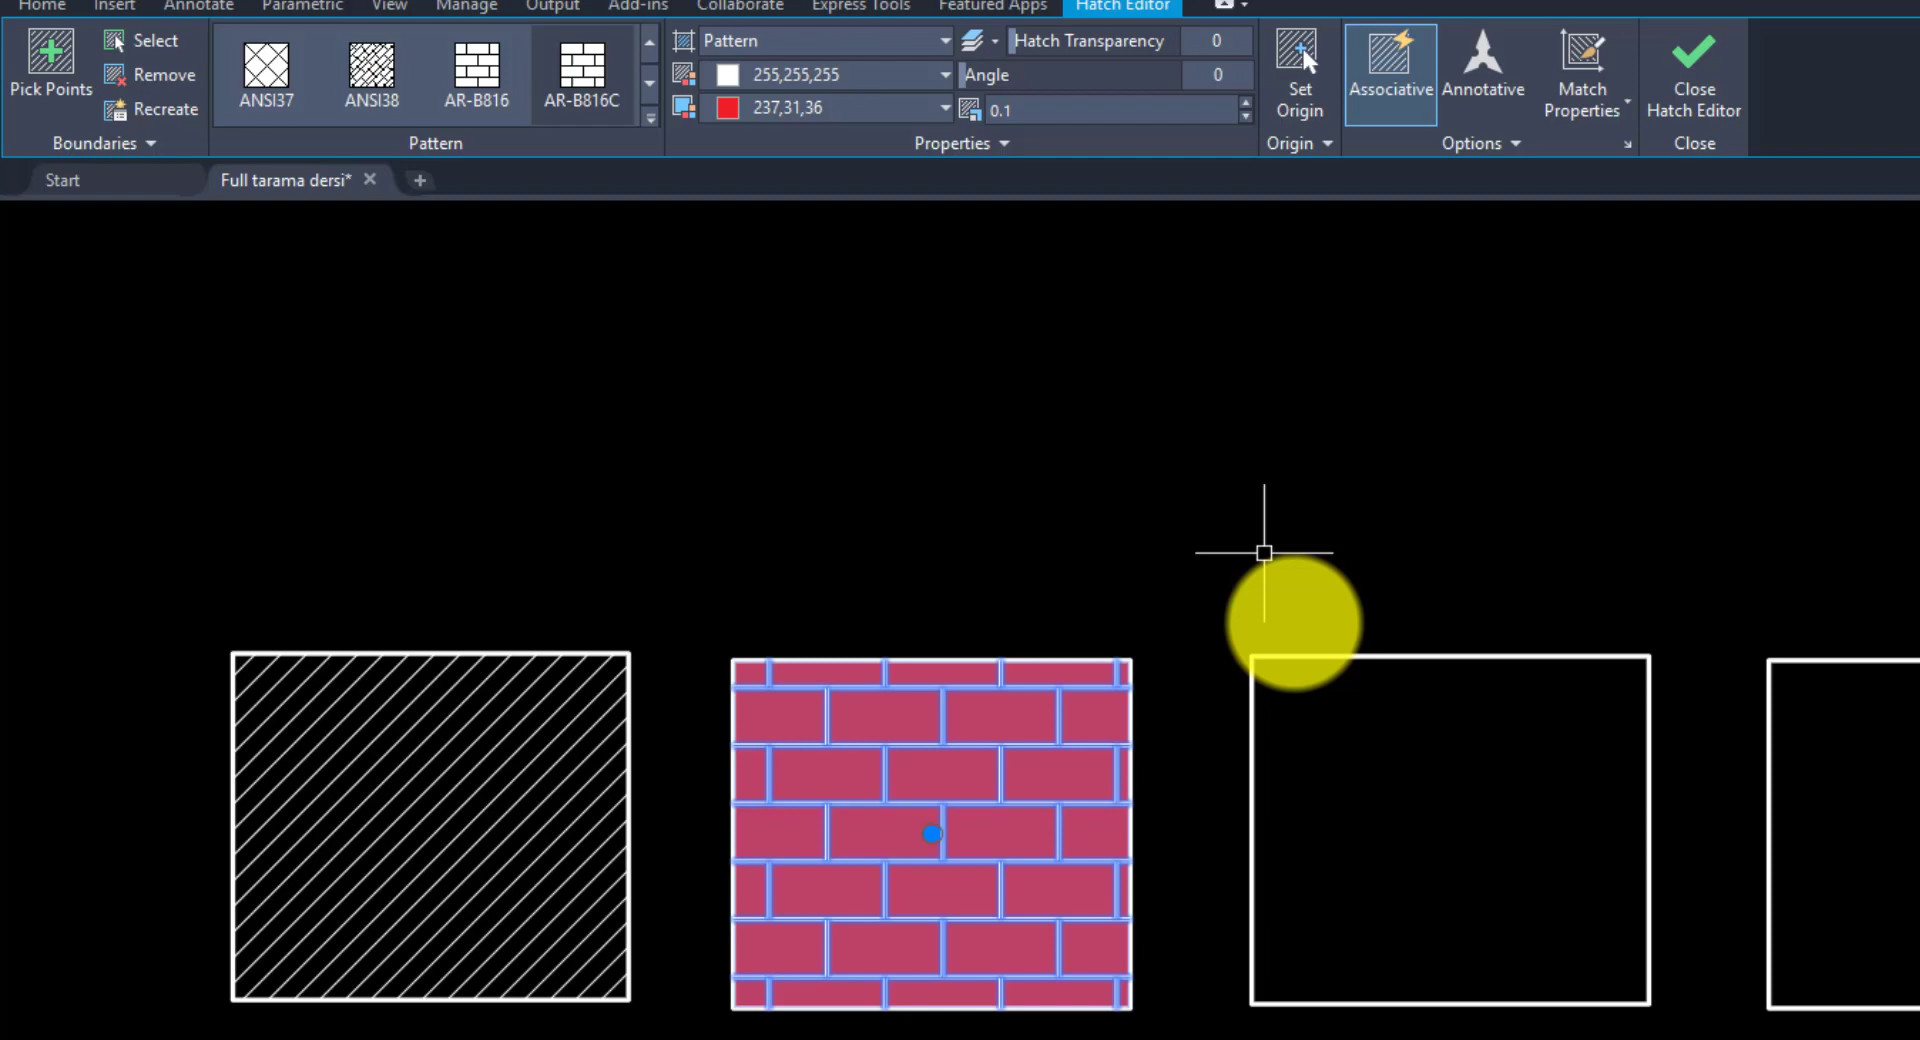 Home Insert Annotate Parametric View Manage Output Add-ins Collaborate Express Tools Featured Apps Hatch Editor
Pick Points
Select
Remove
Recreate
Boundaries
ANSI37
ANSI38
AR-B816
AR-B816C
Pattern
Pattern
255,255,255
237,31,36
Hatch Transparency 0
Angle 0
0.1
Properties
Set
Origin
Origin
Associative
Annotative
Match
Properties
Options
Close
Hatch Editor
Close
Start
Full tarama dersi*